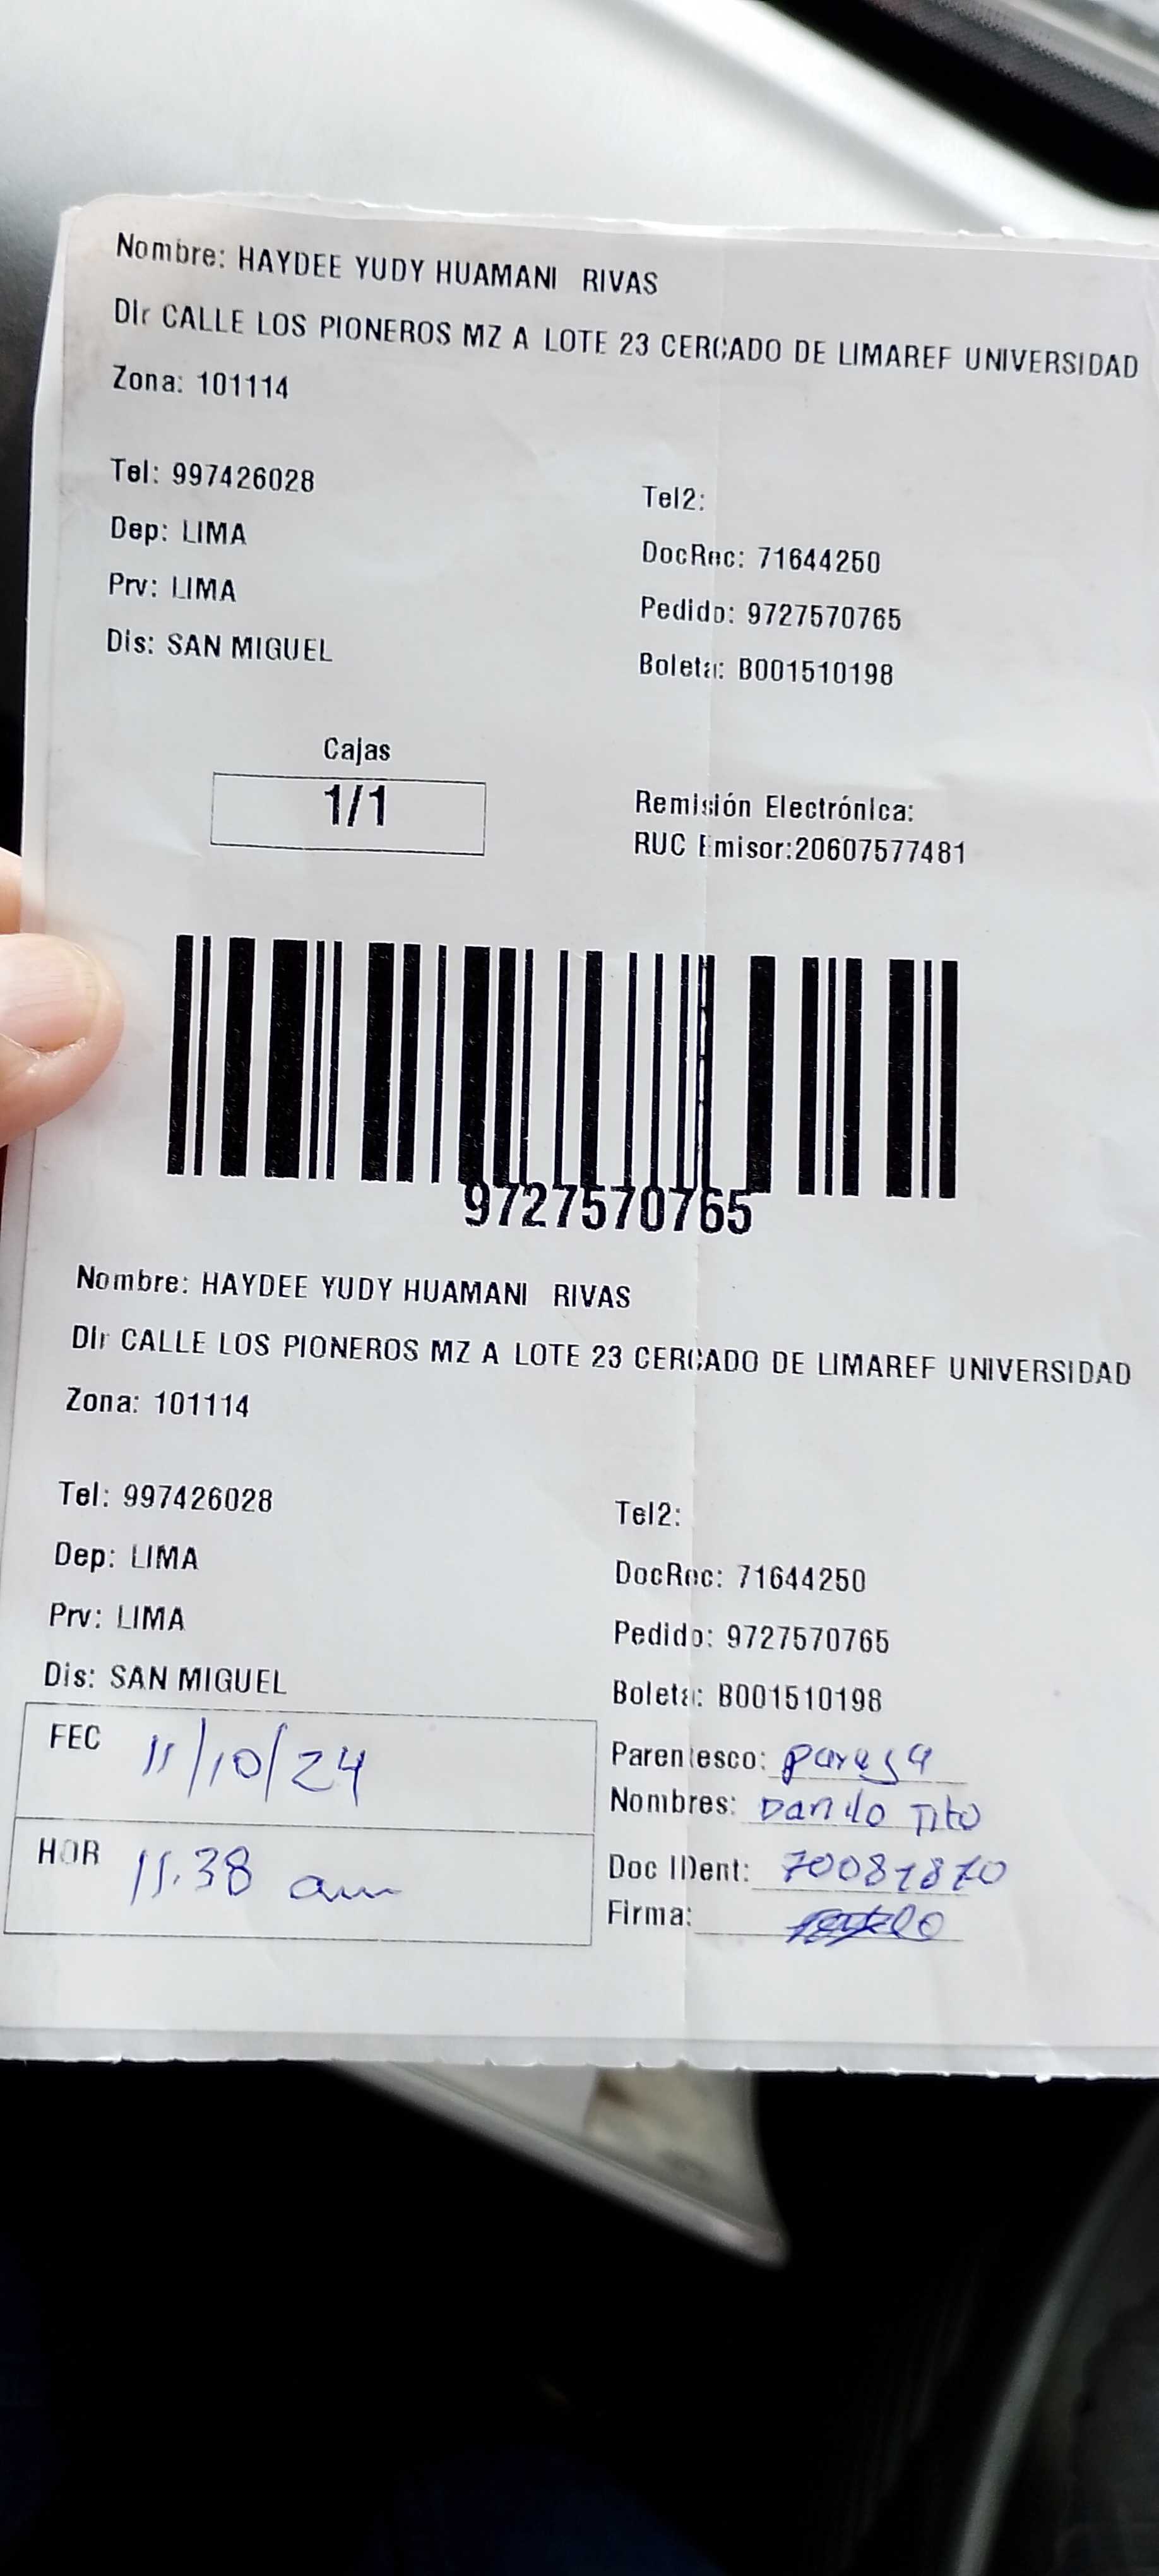 Nombre: HAYDEE YUDY HUAMANI RIVAS
Dir CALLE LOS PIONEROS MZ A LOTE 23 CERCADO DE LIMAREF UNIVERSIDAD
Zona: 101114
Tel: 997426028
Tel2:
Dep: LIMA
DocRec: 71644250
Prv: LIMA
Pedido: 9727570765
Dis: SAN MIGUEL
Boleta: B001510198
Cajas
1/1
Remisión Electrónica:
RUC Emisor:20607577481
9727570765
Nombre: HAYDEE YUDY HUAMANI RIVAS
Dir CALLE LOS PIONEROS MZ A LOTE 23 CERCADO DE LIMAREF UNIVERSIDAD
Zona: 101114
Tel: 997426028
Tel2:
Dep: LIMA
DocRec: 71644250
Prv: LIMA
Pedido: 9727570765
Dis: SAN MIGUEL
Boleta: B001510198
FEC 11/10/24
Parentesco: pareja
Nombres: Danilo Tito
HOR 11.38 am
Doc IDent:
Firma: